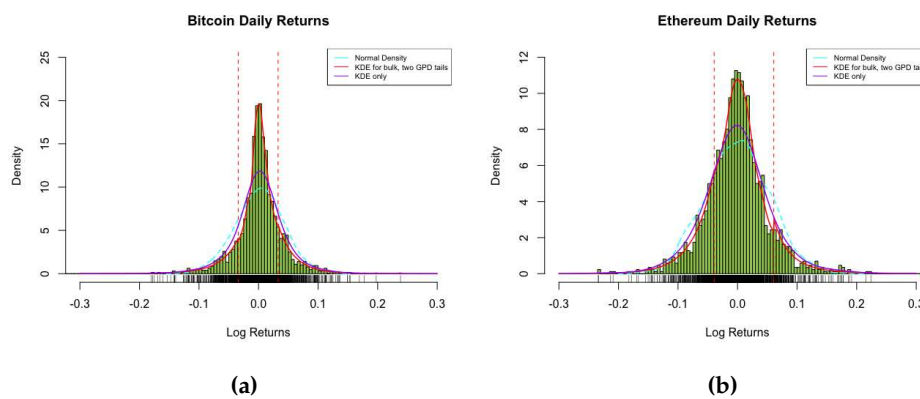 Bitcoin Daily Returns
Normal Density
KDE for bulk, two GPD tails
KDE only
Density
25
20
15
10
5
0
-0.3 -0.2 -0.1 0.0 0.1 0.2 0.3
Log Returns
(a)
Ethereum Daily Returns
Normal Density
KDE for bulk, two GPD ta
KDE only
Density
12
10
8
6
4
2
0
-0.3 -0.2 -0.1 0.0 0.1 0.2 0.3
Log Returns
(b)